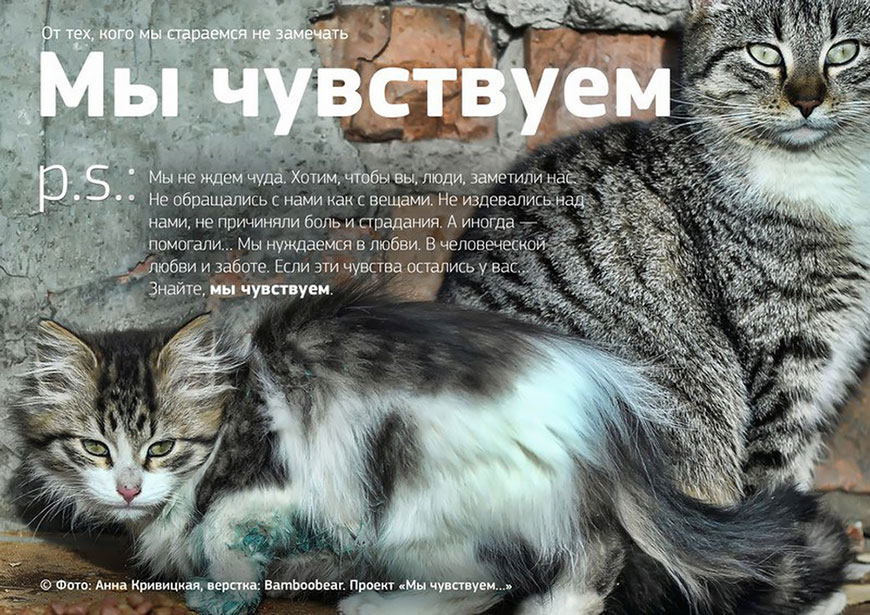 От тех, кого мы стараемся не замечать
Мы чувствуем
p.s.:
Мы не ждем чуда. Хотим, чтобы вы, люди, заметили нас.
Не обращались с нами как с вещами. Не издевались над
нами, не причиняли боль и страдания. А иногда —
помогали... Мы нуждаемся в любви. В человеческой
любви и заботе. Если эти чувства остались у вас...
Знайте, мы чувствуем.
© Фото: Анна Кривицкая, верстка: Bamboobear. Проект «Мы чувствуем...»